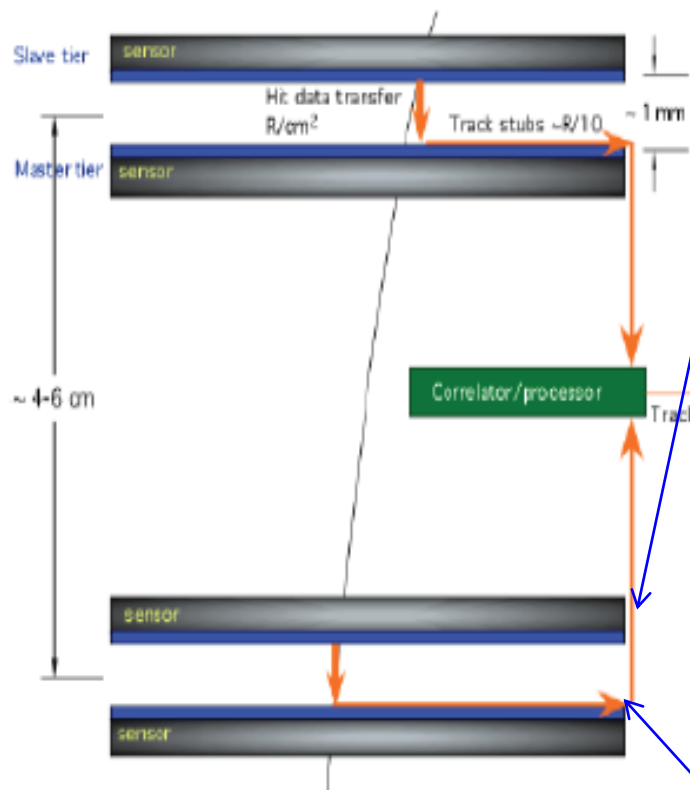 Slave tier
sensor
Hit data transfer
R/cm²
Track stubs ~R/10
~ 1 mm
Master tier
sensor
~ 4-6 cm
Correlator/processor
Track
sensor
sensor